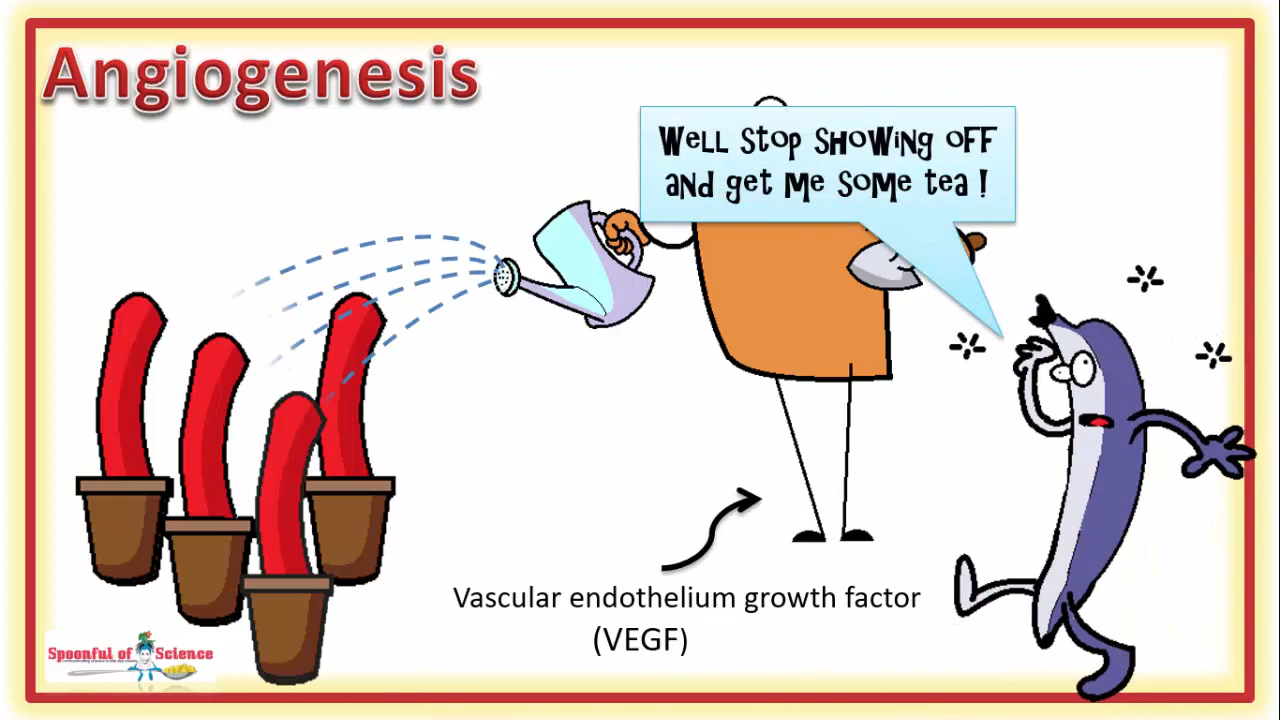 Angiogenesis
Well Stop Showing off
and get me some tea !
Vascular endothelium growth factor
(VEGF)
Spoonful of Science